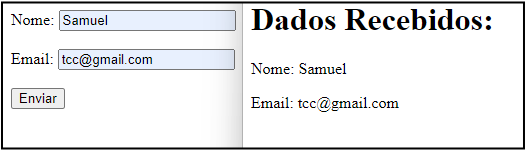 Nome: Samuel
Email: tcc@gmail.com
Enviar
Dados Recebidos:
Nome: Samuel
Email: tcc@gmail.com